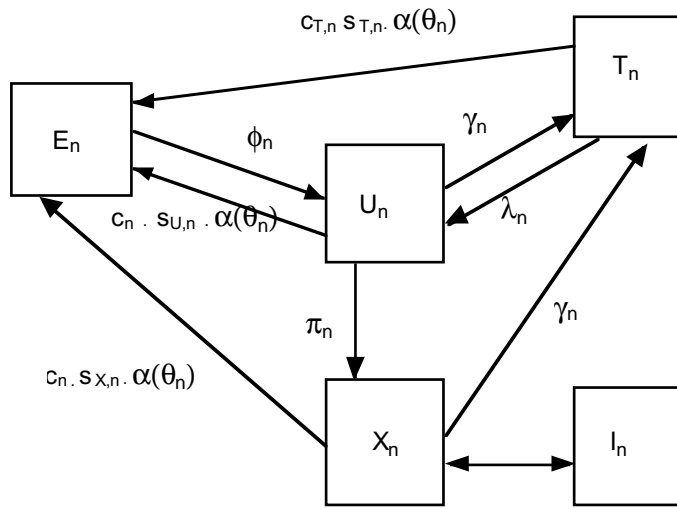 c_T,n s_T,n. α(θ_n)
T_n
E_n
ϕ_n
γ_n
U_n
λ_n
c_n . s_U,n . α(θ_n)
π_n
γ_n
c_n . s_X,n. α(θ_n)
X_n
I_n